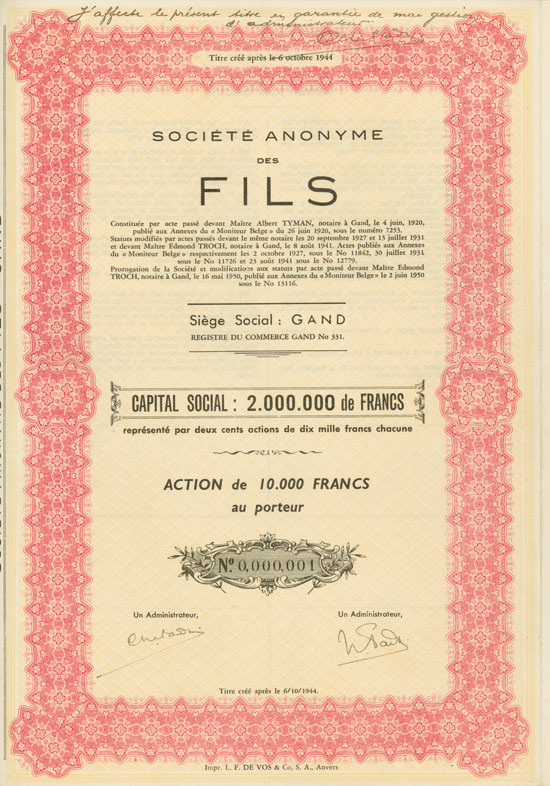 J'affecte le présent titre en garantie de ma gestion
d'administrateur
Titre créé après le 6 octobre 1944
SOCIÉTÉ ANONYME
DES
FILS
Constituée par acte passé devant Maître Albert TYMAN, notaire à Gand, le 4 juin, 1920,
publié aux Annexes du « Moniteur Belge » du 26 juin 1920, sous le numéro 7253.
Statuts modifiés par actes passés devant le même notaire les 20 septembre 1927 et 13 juillet 1931
et devant Maître Edmond TROCH, notaire à Gand, le 8 août 1941. Actes publiés aux Annexes
du « Moniteur Belge » respectivement les 2 octobre 1927, sous le No 11842, 30 juillet 1931
sous le No 11726 et 23 août 1941 sous le No 12779.
Prorogation de la Société et modifications aux statuts par acte passé devant Maître Edmond
TROCH, notaire à Gand, le 16 mai 1950, publié aux Annexes du « Moniteur Belge » le 2 juin 1950
sous le No 13116.
Siège Social : GAND
REGISTRE DU COMMERCE GAND No 331.
CAPITAL SOCIAL : 2.000.000 de FRANCS
représenté par deux cents actions de dix mille francs chacune
ACTION de 10.000 FRANCS
au porteur
No 0,000,001
Un Administrateur,
Un Administrateur,
Titre créé après le 6/10/1944.
Impr. L. F. DE VOS & Co, S. A., Anvers